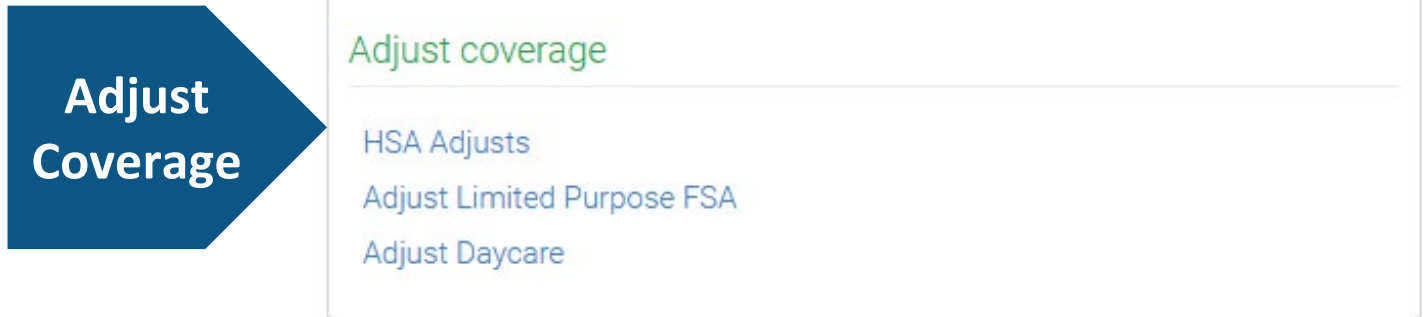 Adjust
Coverage
Adjust coverage
HSA Adjusts
Adjust Limited Purpose FSA
Adjust Daycare